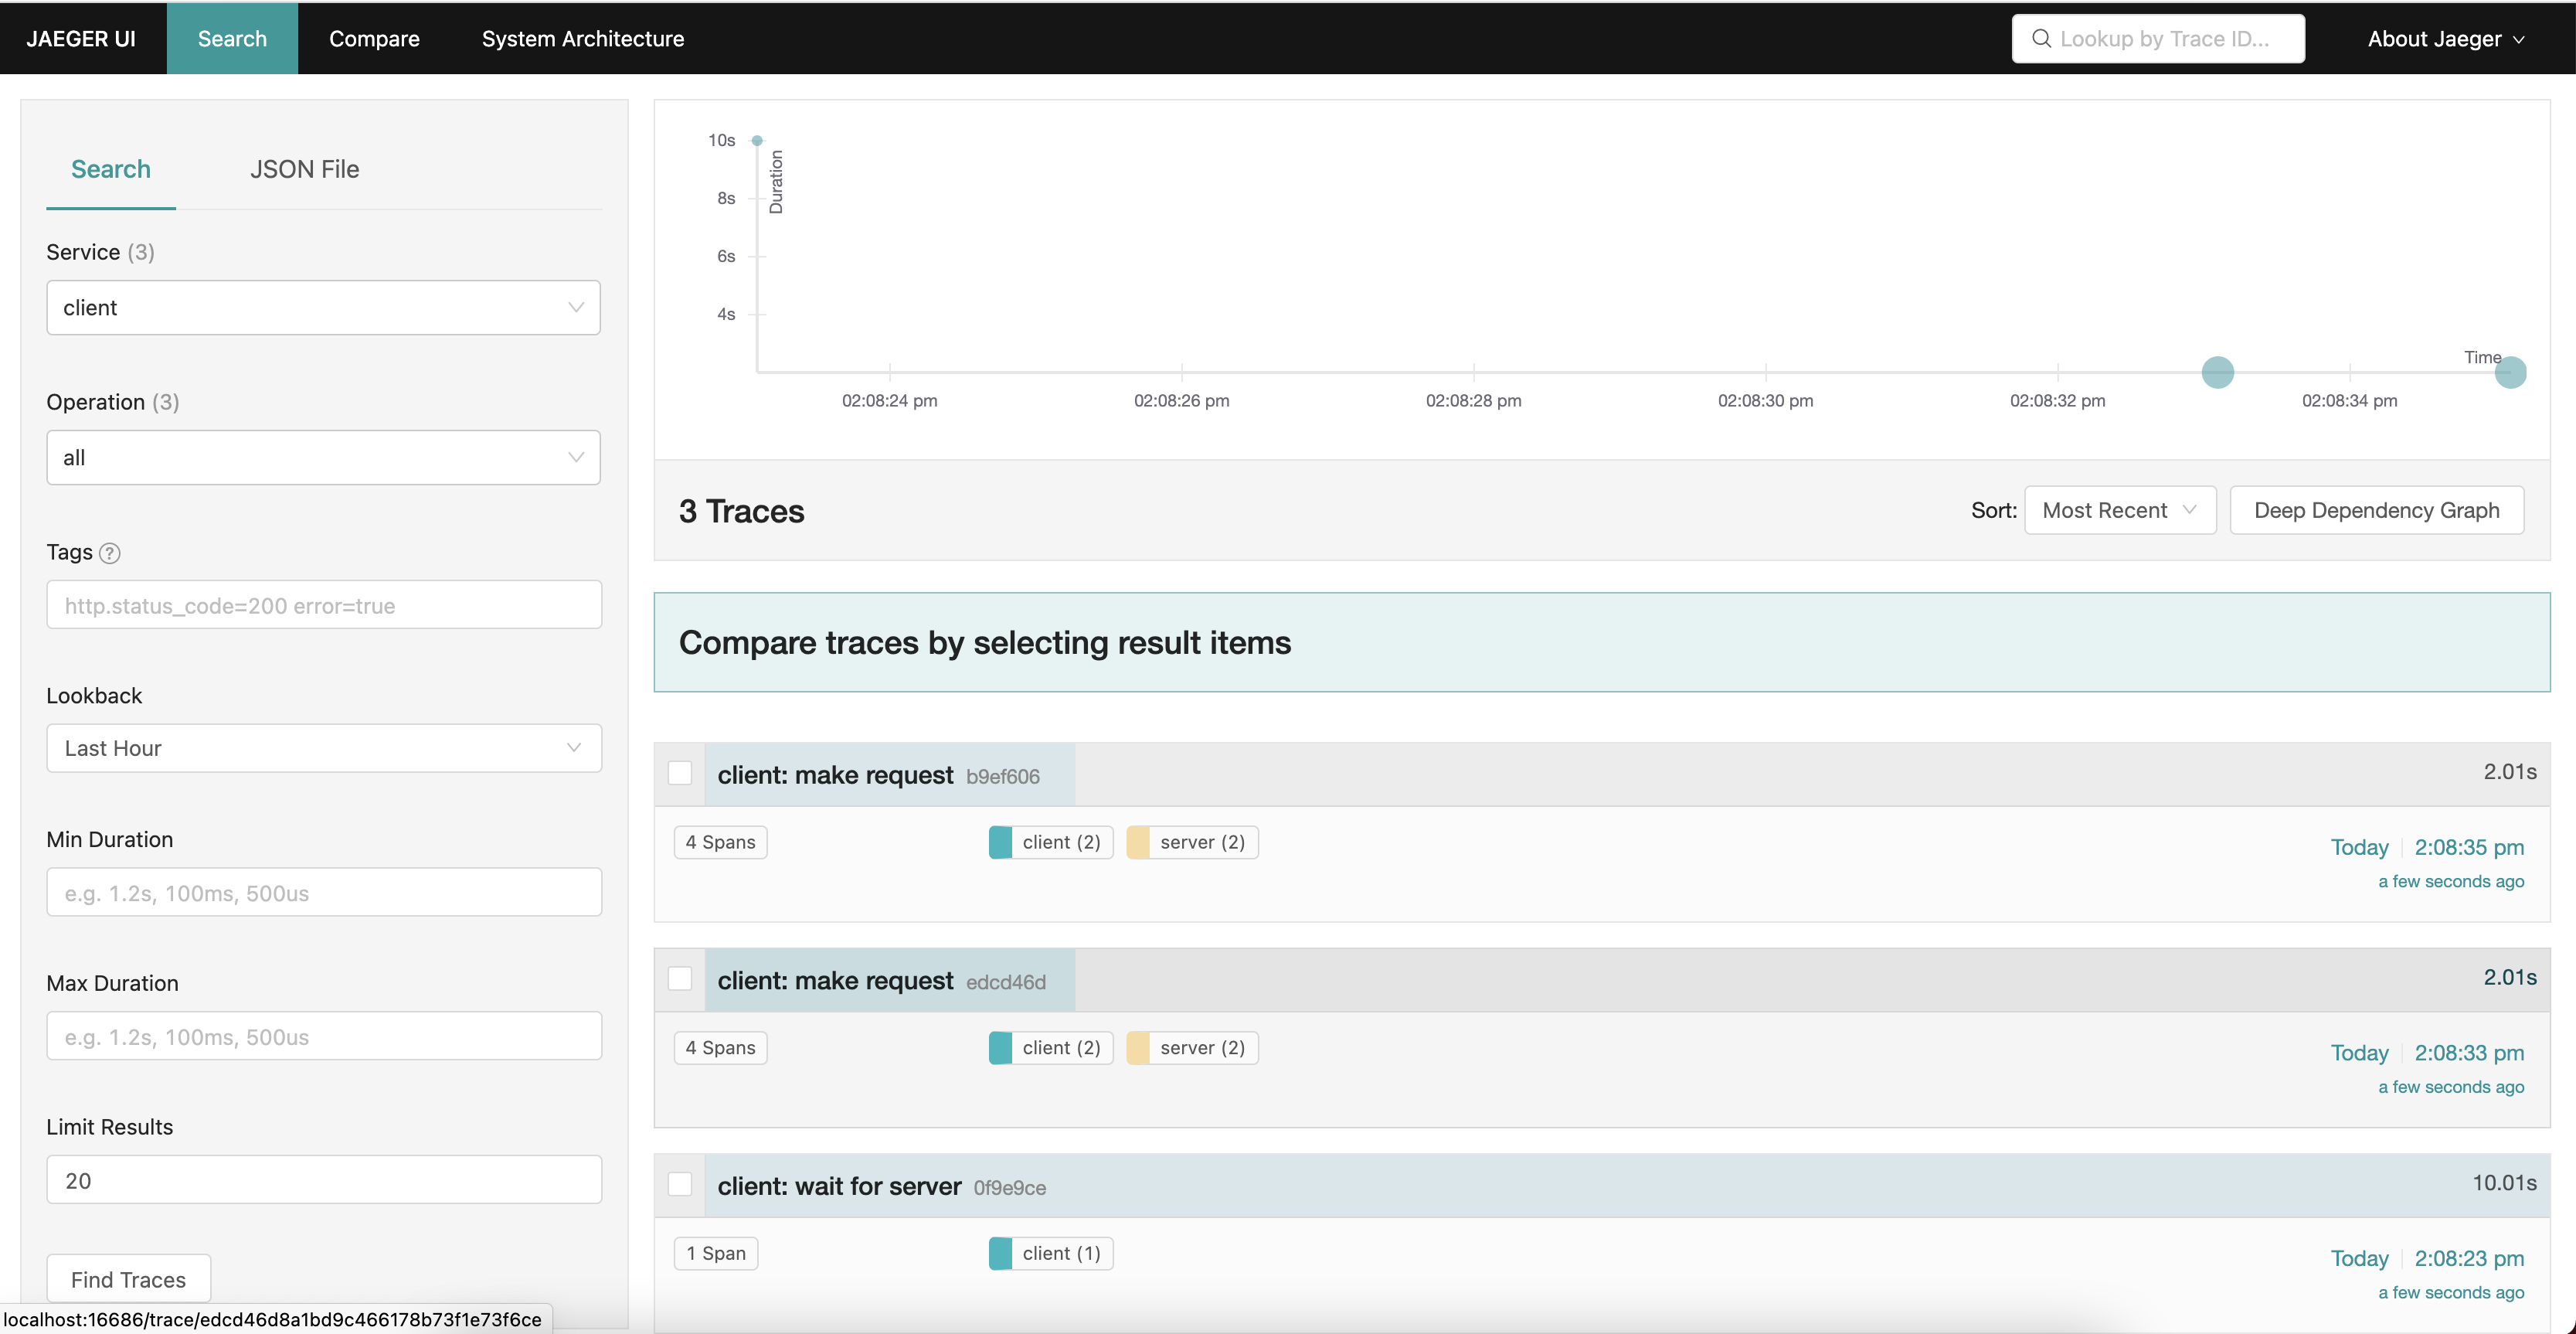 JAEGER UI Search Compare System Architecture Lookup by Trace ID... About Jaeger
Search JSON File
Service (3)
client
Operation (3)
all
Tags ?
http.status_code=200 error=true
Lookback
Last Hour
Min Duration
e.g. 1.2s, 100ms, 500us
Max Duration
e.g. 1.2s, 100ms, 500us
Limit Results
20
Find Traces
localhost:16686/trace/edcd46d8a1bd9c466178b73f1e73f6ce
10s
8s
6s
4s
Duration
Time
02:08:24 pm 02:08:26 pm 02:08:28 pm 02:08:30 pm 02:08:32 pm 02:08:34 pm
3 Traces Sort: Most Recent Deep Dependency Graph
Compare traces by selecting result items
client: make request b9ef606 2.01s
4 Spans client (2) server (2) Today 2:08:35 pm
a few seconds ago
client: make request edcd46d 2.01s
4 Spans client (2) server (2) Today 2:08:33 pm
a few seconds ago
client: wait for server 0f9e9ce 10.01s
1 Span client (1) Today 2:08:23 pm
a few seconds ago